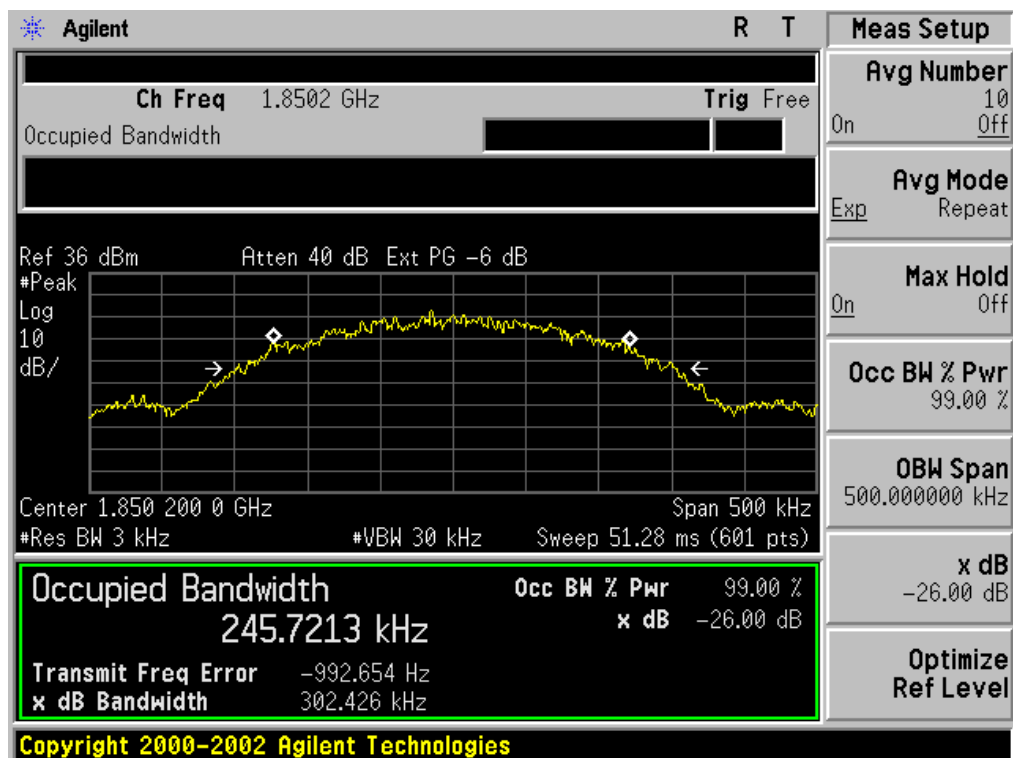 Agilent R T
Ch Freq 1.8502 GHz Trig Free
Occupied Bandwidth
Ref 36 dBm Atten 40 dB Ext PG -6 dB
#Peak
Log
10
dB/
Center 1.850 200 0 GHz Span 500 kHz
#Res BW 3 kHz #VBW 30 kHz Sweep 51.28 ms (601 pts)
Occupied Bandwidth
245.7213 kHz
Occ BW % Pwr 99.00 %
x dB -26.00 dB
Transmit Freq Error -992.654 Hz
x dB Bandwidth 302.426 kHz
Copyright 2000-2002 Agilent Technologies
Meas Setup
Avg Number
10
On Off
Avg Mode
Exp Repeat
Max Hold
On Off
Occ BW % Pwr
99.00 %
OBW Span
500.000000 kHz
x dB
-26.00 dB
Optimize
Ref Level